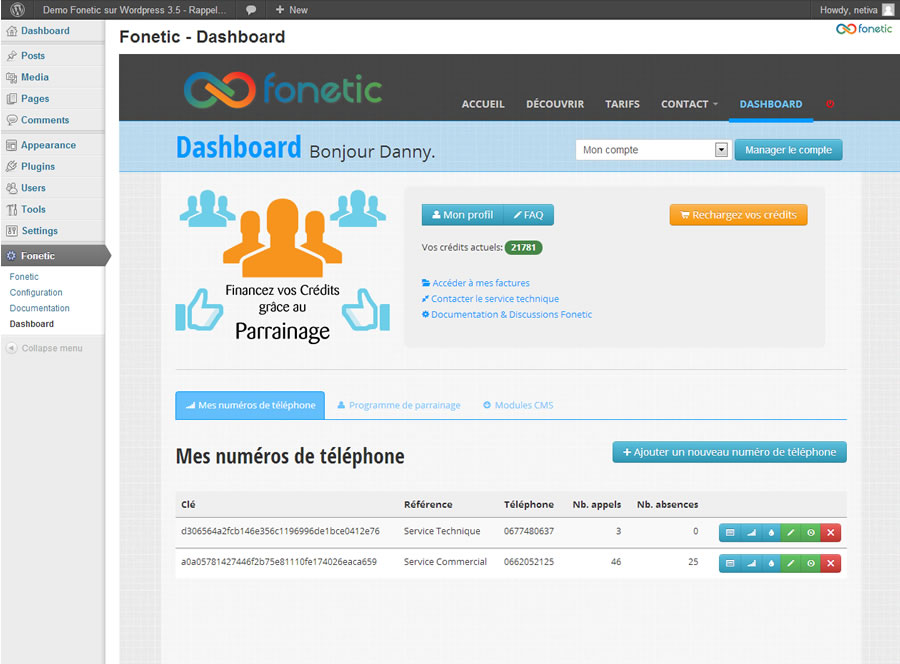 Demo Fonetic sur Wordpress 3.5 - Rappel... + New Howdy, netiva
Dashboard
Posts
Media
Pages
Comments
Appearance
Plugins
Users
Tools
Settings
Fonetic
Fonetic
Configuration
Documentation
Dashboard
Collapse menu
Fonetic - Dashboard
fonetic
fonetic
ACCUEIL DÉCOUVRIR TARIFS CONTACT DASHBOARD
Dashboard Bonjour Danny.
Mon compte Manager le compte
Financez vos Crédits
grâce au
Parrainage
Mon profil FAQ
Rechargez vos crédits
Vos crédits actuels: 21781
Accéder à mes factures
Contacter le service technique
Documentation & Discussions Fonetic
Mes numéros de téléphone Programme de parrainage Modules CMS
Mes numéros de téléphone
+ Ajouter un nouveau numéro de téléphone
Clé Référence Téléphone Nb. appels Nb. absences
d306564a2fcb146e356c1196996de1bce0412e76 Service Technique 0677480637 3 0
a0a05781427446f2b75e81110fe174026eaca659 Service Commercial 0662052125 46 25